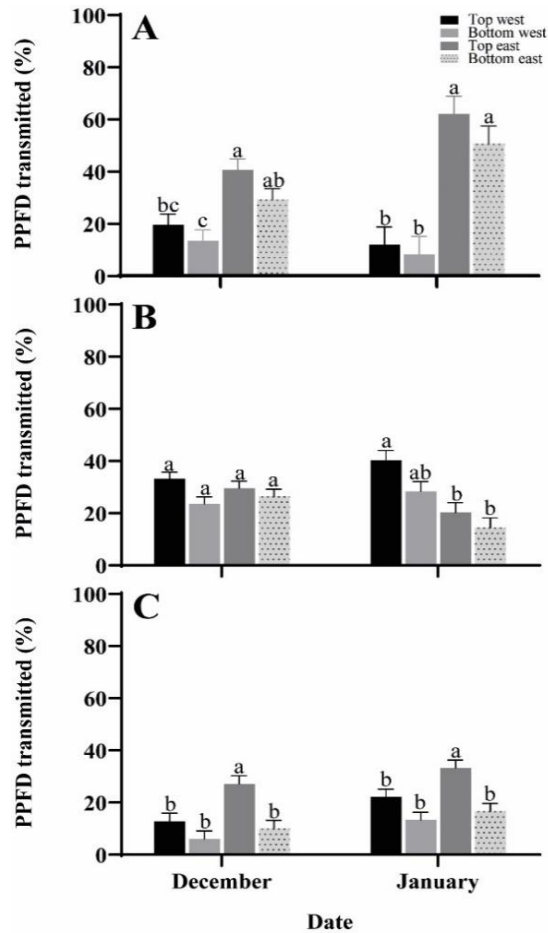 A
Top west
Bottom west
Top east
Bottom east
PPFD transmitted (%)
100
80
60
40
20
0
bc
c
a
ab
b
b
a
a
B
PPFD transmitted (%)
100
80
60
40
20
0
a
a
a
a
a
ab
b
b
C
PPFD transmitted (%)
100
80
60
40
20
0
b
b
a
b
b
b
a
b
December
January
Date